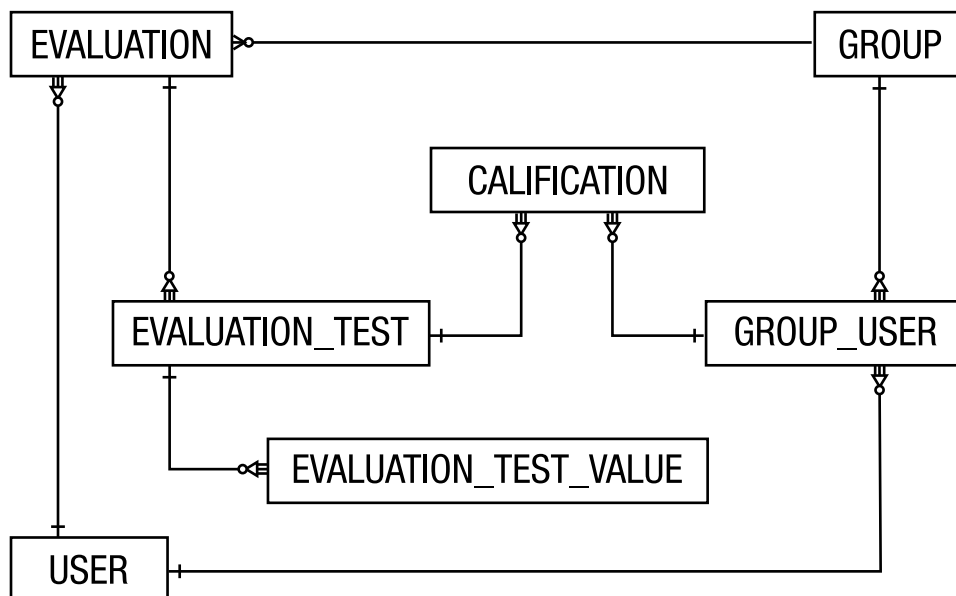 EVALUATION
GROUP
CALIFICATION
EVALUATION_TEST
GROUP_USER
EVALUATION_TEST_VALUE
USER